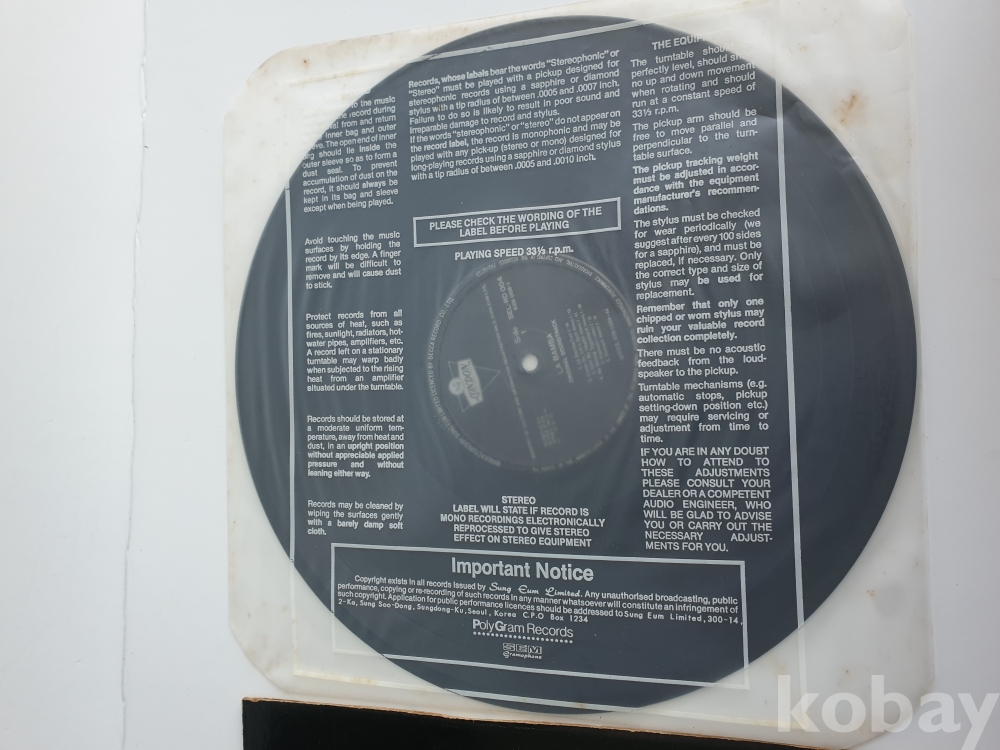 to the music
record during
from and return
inner bag and outer
The open end of inner
should lie inside the
outer sleeve so as to form a
dust seal. To prevent
accumulation of dust on the
record, it should always be
kept in its bag and sleeve
except when being played.
Avoid touching the music
surfaces by holding the
record by its edge. A finger
mark will be difficult to
remove and will cause dust
to stick.
Protect records from all
sources of heat, such as
fires, sunlight, radiators, hot-
water pipes, amplifiers, etc.
A record left on a stationary
turntable may warp badly
when subjected to the rising
heat from an amplifier
situated under the turntable.
Records should be stored at
a moderate uniform tem-
perature, away from heat and
dust, in an upright position
without appreciable applied
pressure and without
leaning either way.
Records may be cleaned by
wiping the surfaces gently
with a barely damp soft
cloth.
Records, whose labels bear the words "Stereophonic" or
"Stereo" must be played with a pickup designed for
stereophonic records using a sapphire or diamond
stylus with a tip radius of between .0005 and .0007 inch.
Failure to do so is likely to result in poor sound and
irreparable damage to record and stylus.
If the words "stereophonic" or "stereo" do not appear on
the record label, the record is monophonic and may be
played with any pick-up (stereo or mono) designed for
long-playing records using a sapphire or diamond stylus
with a tip radius of between .0005 and .0010 inch.
PLEASE CHECK THE WORDING OF THE
LABEL BEFORE PLAYING
PLAYING SPEED 33⅓ r.p.m.
LA BAMBA
Side
1
STEREO
LABEL WILL STATE IF RECORD IS
MONO RECORDINGS ELECTRONICALLY
REPROCESSED TO GIVE STEREO
EFFECT ON STEREO EQUIPMENT
THE
The turntable should
perfectly level, should
no up and down movement
when rotating and should
run at a constant speed of
33⅓ r.p.m.
The pickup arm should be
free to move parallel and
perpendicular to the turn-
table surface.
The pickup tracking weight
must be adjusted in accor-
dance with the equipment
manufacturer's recommen-
dations.
The stylus must be checked
for wear periodically (we
suggest after every 100 sides
for a sapphire), and must be
replaced, if necessary. Only
the correct type and size of
stylus may be used for
replacement.
Remember that only one
chipped or worn stylus may
ruin your valuable record
collection completely.
There must be no acoustic
feedback from the loud-
speaker to the pickup.
Turntable mechanisms (e.g.
automatic stops, pickup
setting-down position etc.)
may require servicing or
adjustment from time to
time.
IF YOU ARE IN ANY DOUBT
HOW TO ATTEND TO
THESE ADJUSTMENTS
PLEASE CONSULT YOUR
DEALER OR A COMPETENT
AUDIO ENGINEER, WHO
WILL BE GLAD TO ADVISE
YOU OR CARRY OUT THE
NECESSARY ADJUST-
MENTS FOR YOU.
Important Notice
Copyright exists in all records issued by Sung Eum Limited. Any unauthorised broadcasting, public
performance, copying or re-recording of such records in any manner whatsoever will constitute an infringement of
such copyright. Application for public performance licences should be addressed to Sung Eum Limited, 300-14,
2-Ka, Sung Soo-Dong, Sungdong-Ku, Seoul, Korea C.P.O Box 1234
PolyGram Records
SEM
Gramophone
kobay